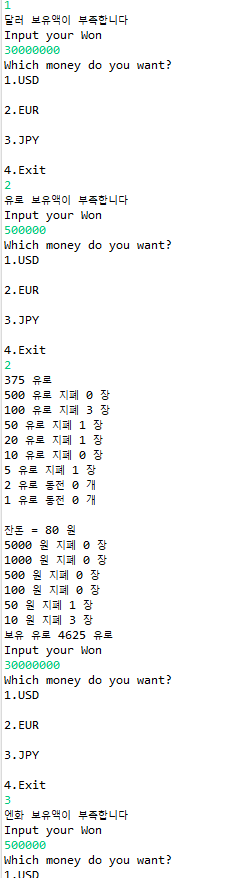 1
달러 보유액이 부족합니다
Input your Won
30000000
Which money do you want?
1.USD
2.EUR
3.JPY
4.Exit
2
유로 보유액이 부족합니다
Input your Won
500000
Which money do you want?
1.USD
2.EUR
3.JPY
4.Exit
2
375 유로
500 유로 지폐 0 장
100 유로 지폐 3 장
50 유로 지폐 1 장
20 유로 지폐 1 장
10 유로 지폐 0 장
5 유로 지폐 1 장
2 유로 동전 0 개
1 유로 동전 0 개
잔돈 = 80 원
5000 원 지폐 0 장
1000 원 지폐 0 장
500 원 지폐 0 장
100 원 지폐 0 장
50 원 지폐 1 장
10 원 지폐 3 장
보유 유로 4625 유로
Input your Won
30000000
Which money do you want?
1.USD
2.EUR
3.JPY
4.Exit
3
엔화 보유액이 부족합니다
Input your Won
500000
Which money do you want?
1.USD